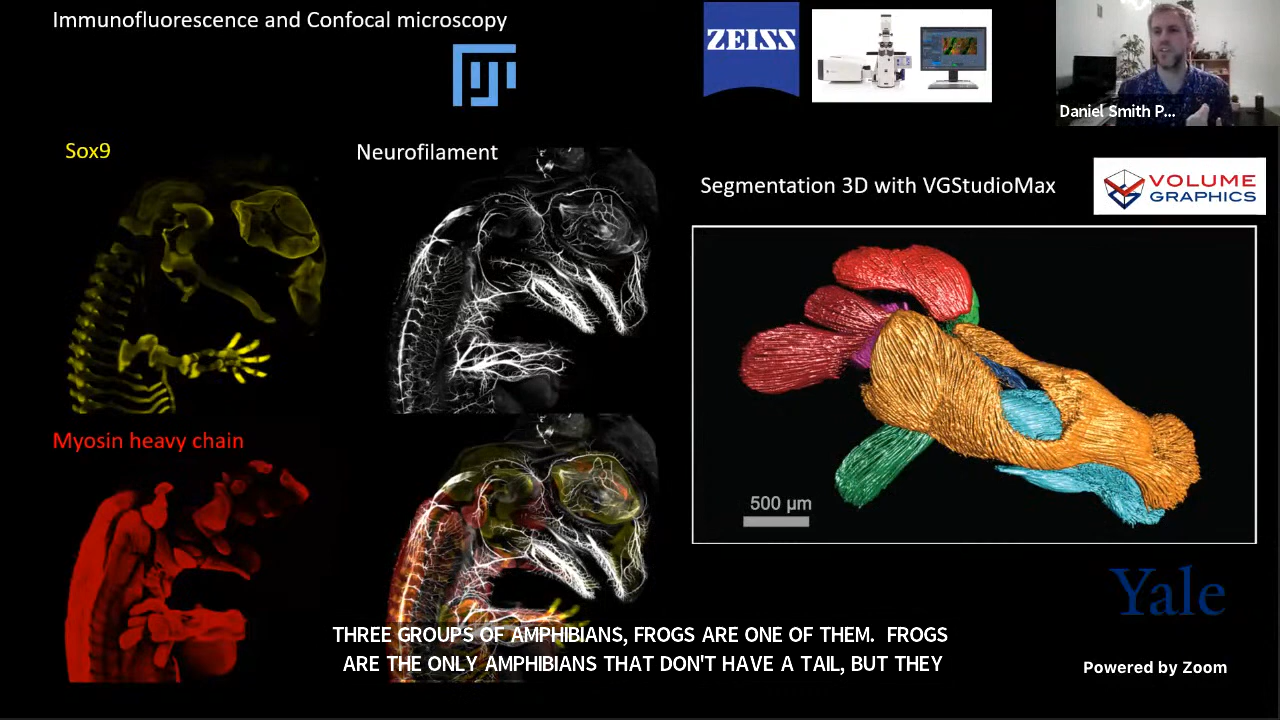 Immunofluorescence and Confocal microscopy
ZEISS
Daniel Smith P...
Sox9
Neurofilament
Segmentation 3D with VGStudioMax
VOLUME
GRAPHICS
Myosin heavy chain
500 µm
Yale
THREE GROUPS OF AMPHIBIANS, FROGS ARE ONE OF THEM.  FROGS
ARE THE ONLY AMPHIBIANS THAT DON'T HAVE A TAIL, BUT THEY
Powered by Zoom